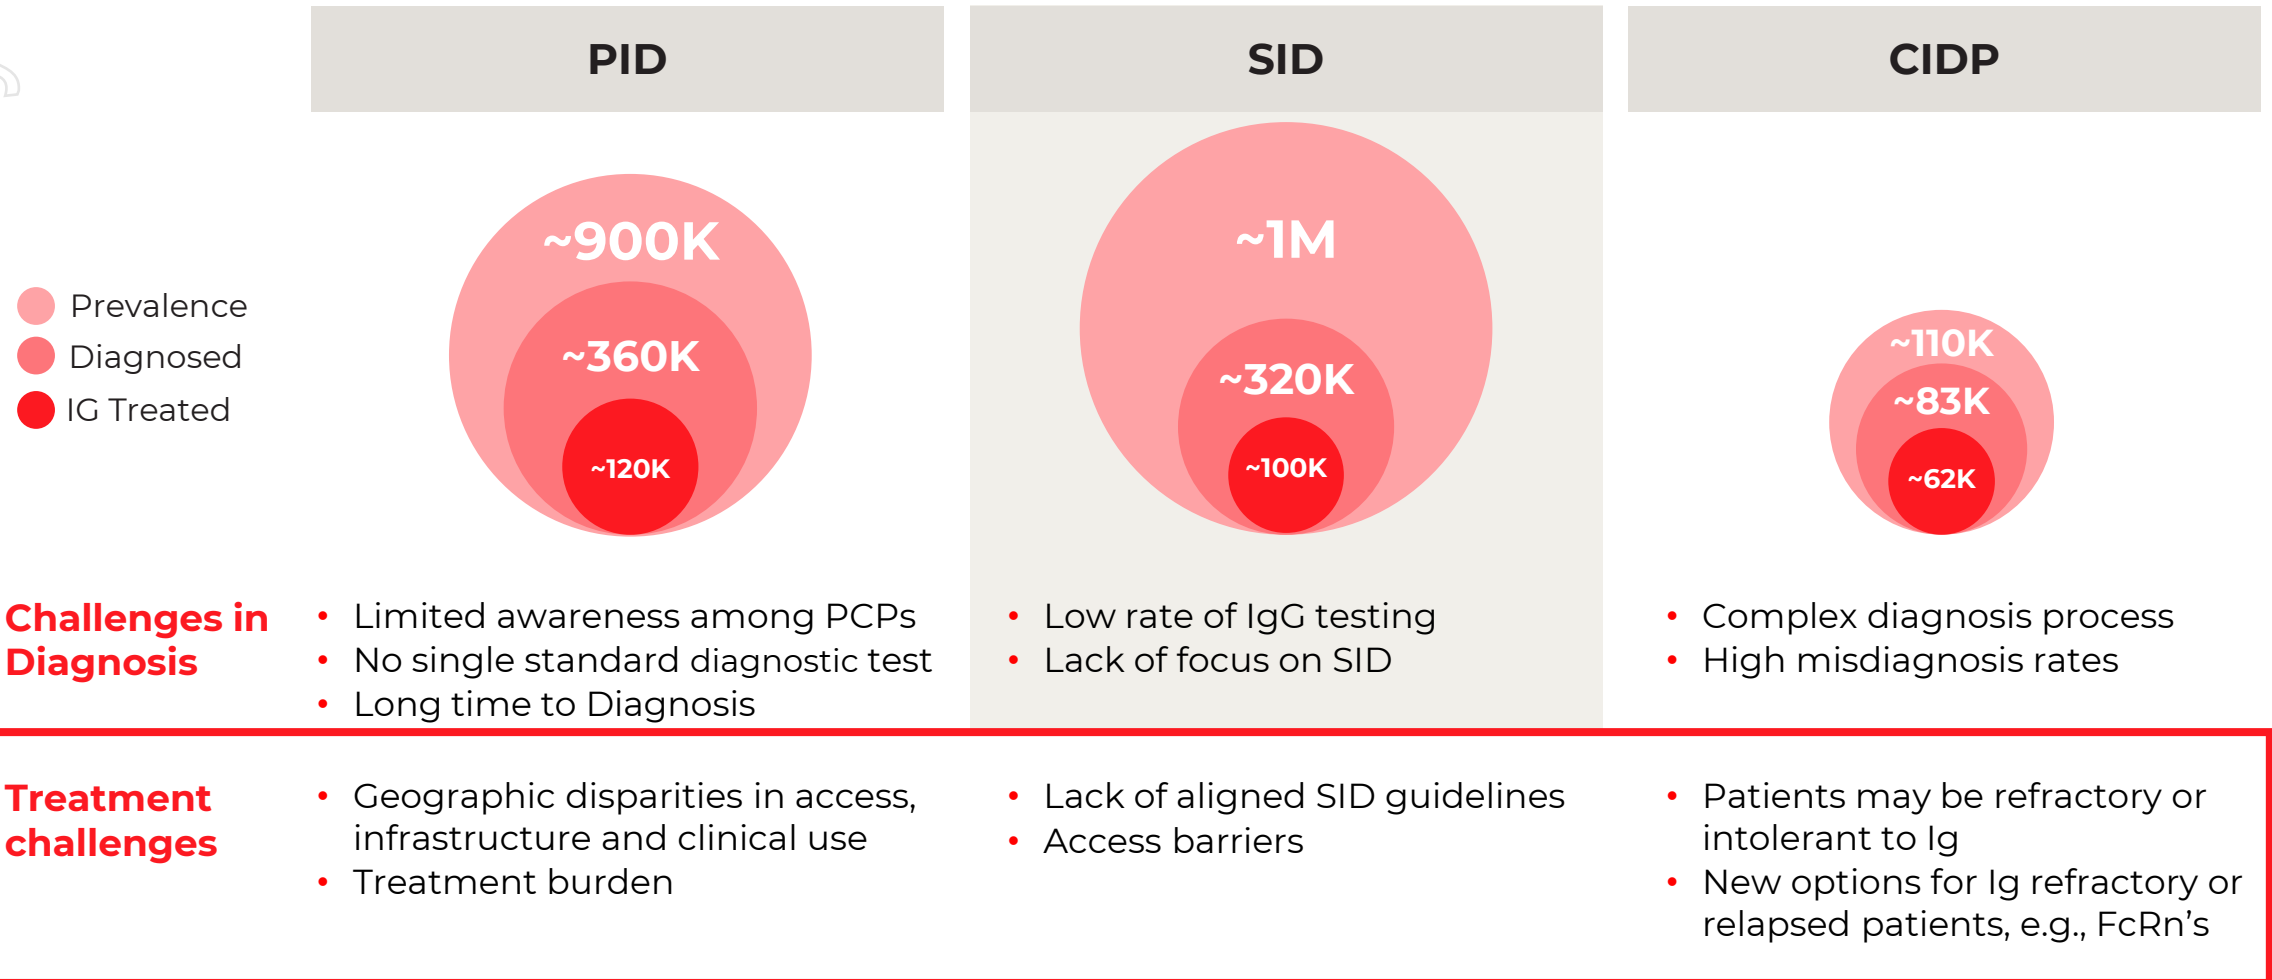 PID
SID
CIDP
Prevalence
Diagnosed
IG Treated
~900K
~360K
~120K
~1M
~320K
~100K
~110K
~83K
~62K
Challenges in
Diagnosis
• Limited awareness among PCPs
• No single standard diagnostic test
• Long time to Diagnosis
• Low rate of IgG testing
• Lack of focus on SID
• Complex diagnosis process
• High misdiagnosis rates
Treatment
challenges
• Geographic disparities in access,
infrastructure and clinical use
• Treatment burden
• Lack of aligned SID guidelines
• Access barriers
• Patients may be refractory or
intolerant to Ig
• New options for Ig refractory or
relapsed patients, e.g., FcRn’s